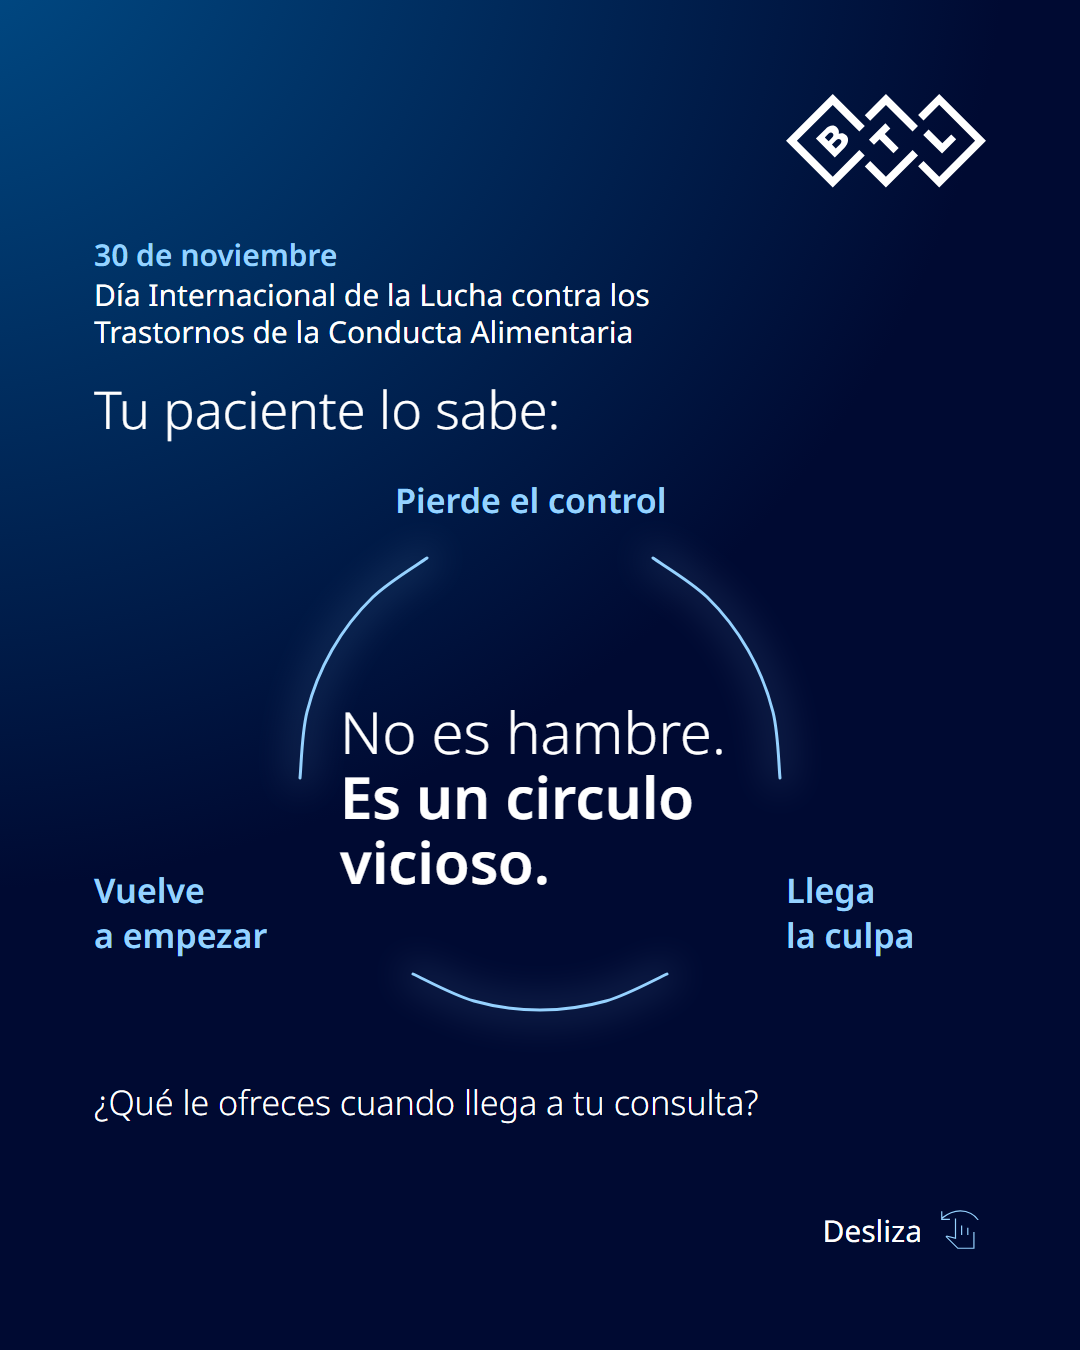 BTL
30 de noviembre
Día Internacional de la Lucha contra los
Trastornos de la Conducta Alimentaria
Tu paciente lo sabe:
Pierde el control
No es hambre.
Es un circulo
vicioso.
Vuelve
a empezar
Llega
la culpa
¿Qué le ofreces cuando llega a tu consulta?
Desliza